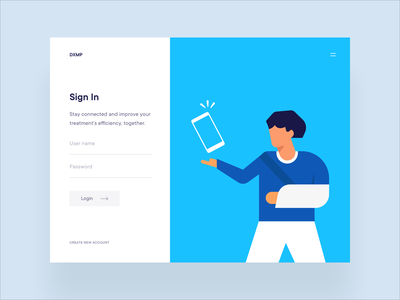 DXMP
Sign In
Stay connected and improve your
treatment's efficiency, together.
User name
Password
Login
CREATE NEW ACCOUNT